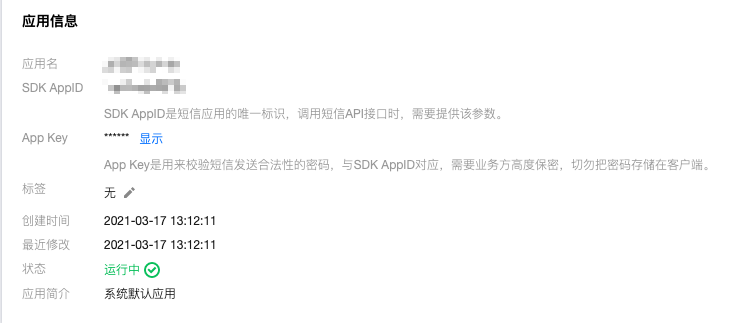 应用信息
应用名
SDK AppID
SDK AppID是短信应用的唯一标识，调用短信API接口时，需要提供该参数。
App Key ****** 显示
App Key是用来校验短信发送合法性的密码，与SDK AppID对应，需要业务方高度保密，切勿把密码存储在客户端。
标签 无
创建时间 2021-03-17 13:12:11
最近修改 2021-03-17 13:12:11
状态 运行中
应用简介 系统默认应用